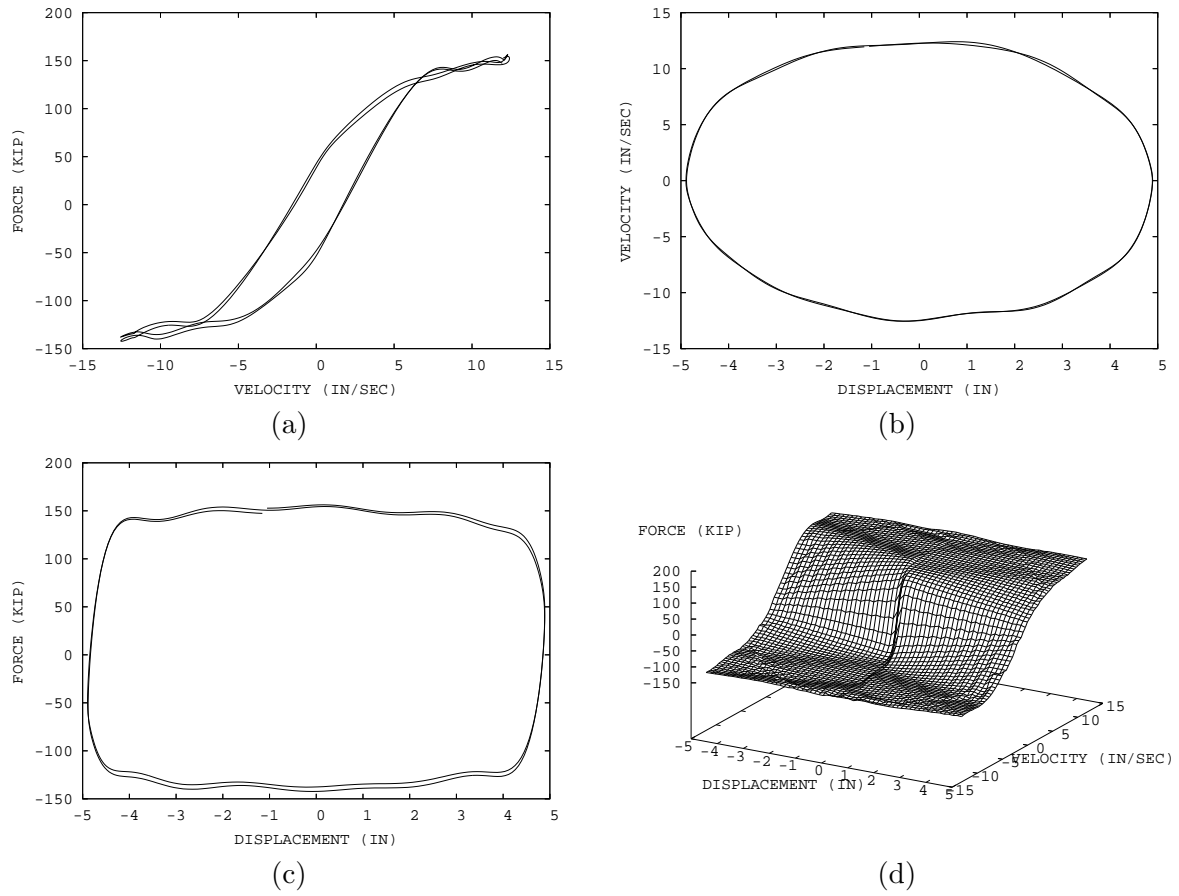 200
150
100
50
0
-50
-100
-150
-15 -10 -5 0 5 10 15
FORCE (KIP)
VELOCITY (IN/SEC)
(a)
15
10
5
0
-5
-10
15
-5 -4 -3 -2 -1 0 1 2 3 4 5
VELOCITY (IN/SEC)
DISPLACEMENT (IN)
(b)
200
150
100
50
0
-50
-100
-150
-5 -4 -3 -2 -1 0 1 2 3 4 5
FORCE (KIP)
DISPLACEMENT (IN)
(c)
FORCE (KIP)
200
150
100
50
0
-50
-100
-150
-5 -4 -3 -2 -1 0 1 2 3 4 5
DISPLACEMENT (IN)
-15 -10 -5 0 5 10 15
VELOCITY (IN/SEC)
(d)